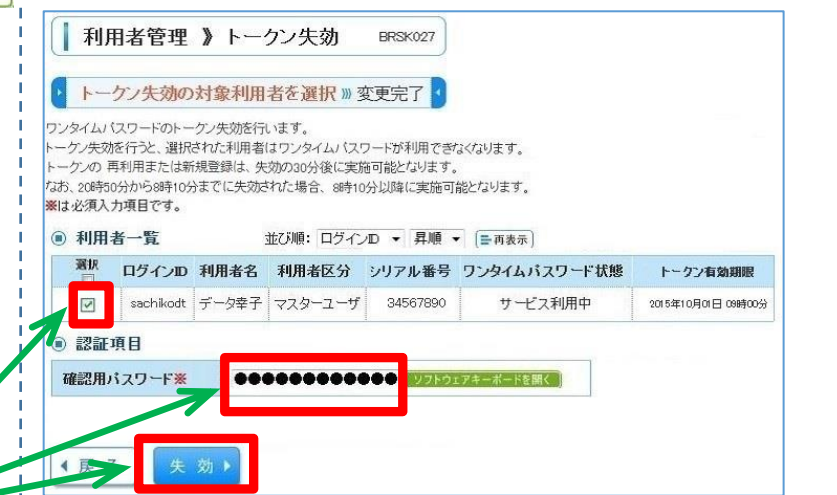 利用者管理 》 トークン失効 BRSK027
トークン失効の対象利用者を選択 》》 変更完了
ワンタイムパスワードのトークン失効を行います。
トークン失効を行うと、選択された利用者はワンタイムパスワードが利用できなくなります。
トークンの 再利用または新規登録は、失効の30分後に実施可能となります。
なお、20時50分から8時10分までに失効された場合、8時10分以降に実施可能となります。
※は必須入力項目です。
利用者一覧 並び順: ログインID 昇順 再表示
選択 ログインID 利用者名 利用者区分 シリアル番号 ワンタイムパスワード状態 トークン有効期限
sachikodt データ幸子 マスターユーザ 34567890 サービス利用中 2015年10月01日 09時00分
認証項目
確認用パスワード※ ●●●●●●●●●●●● ソフトウェアキーボードを開く
失 効